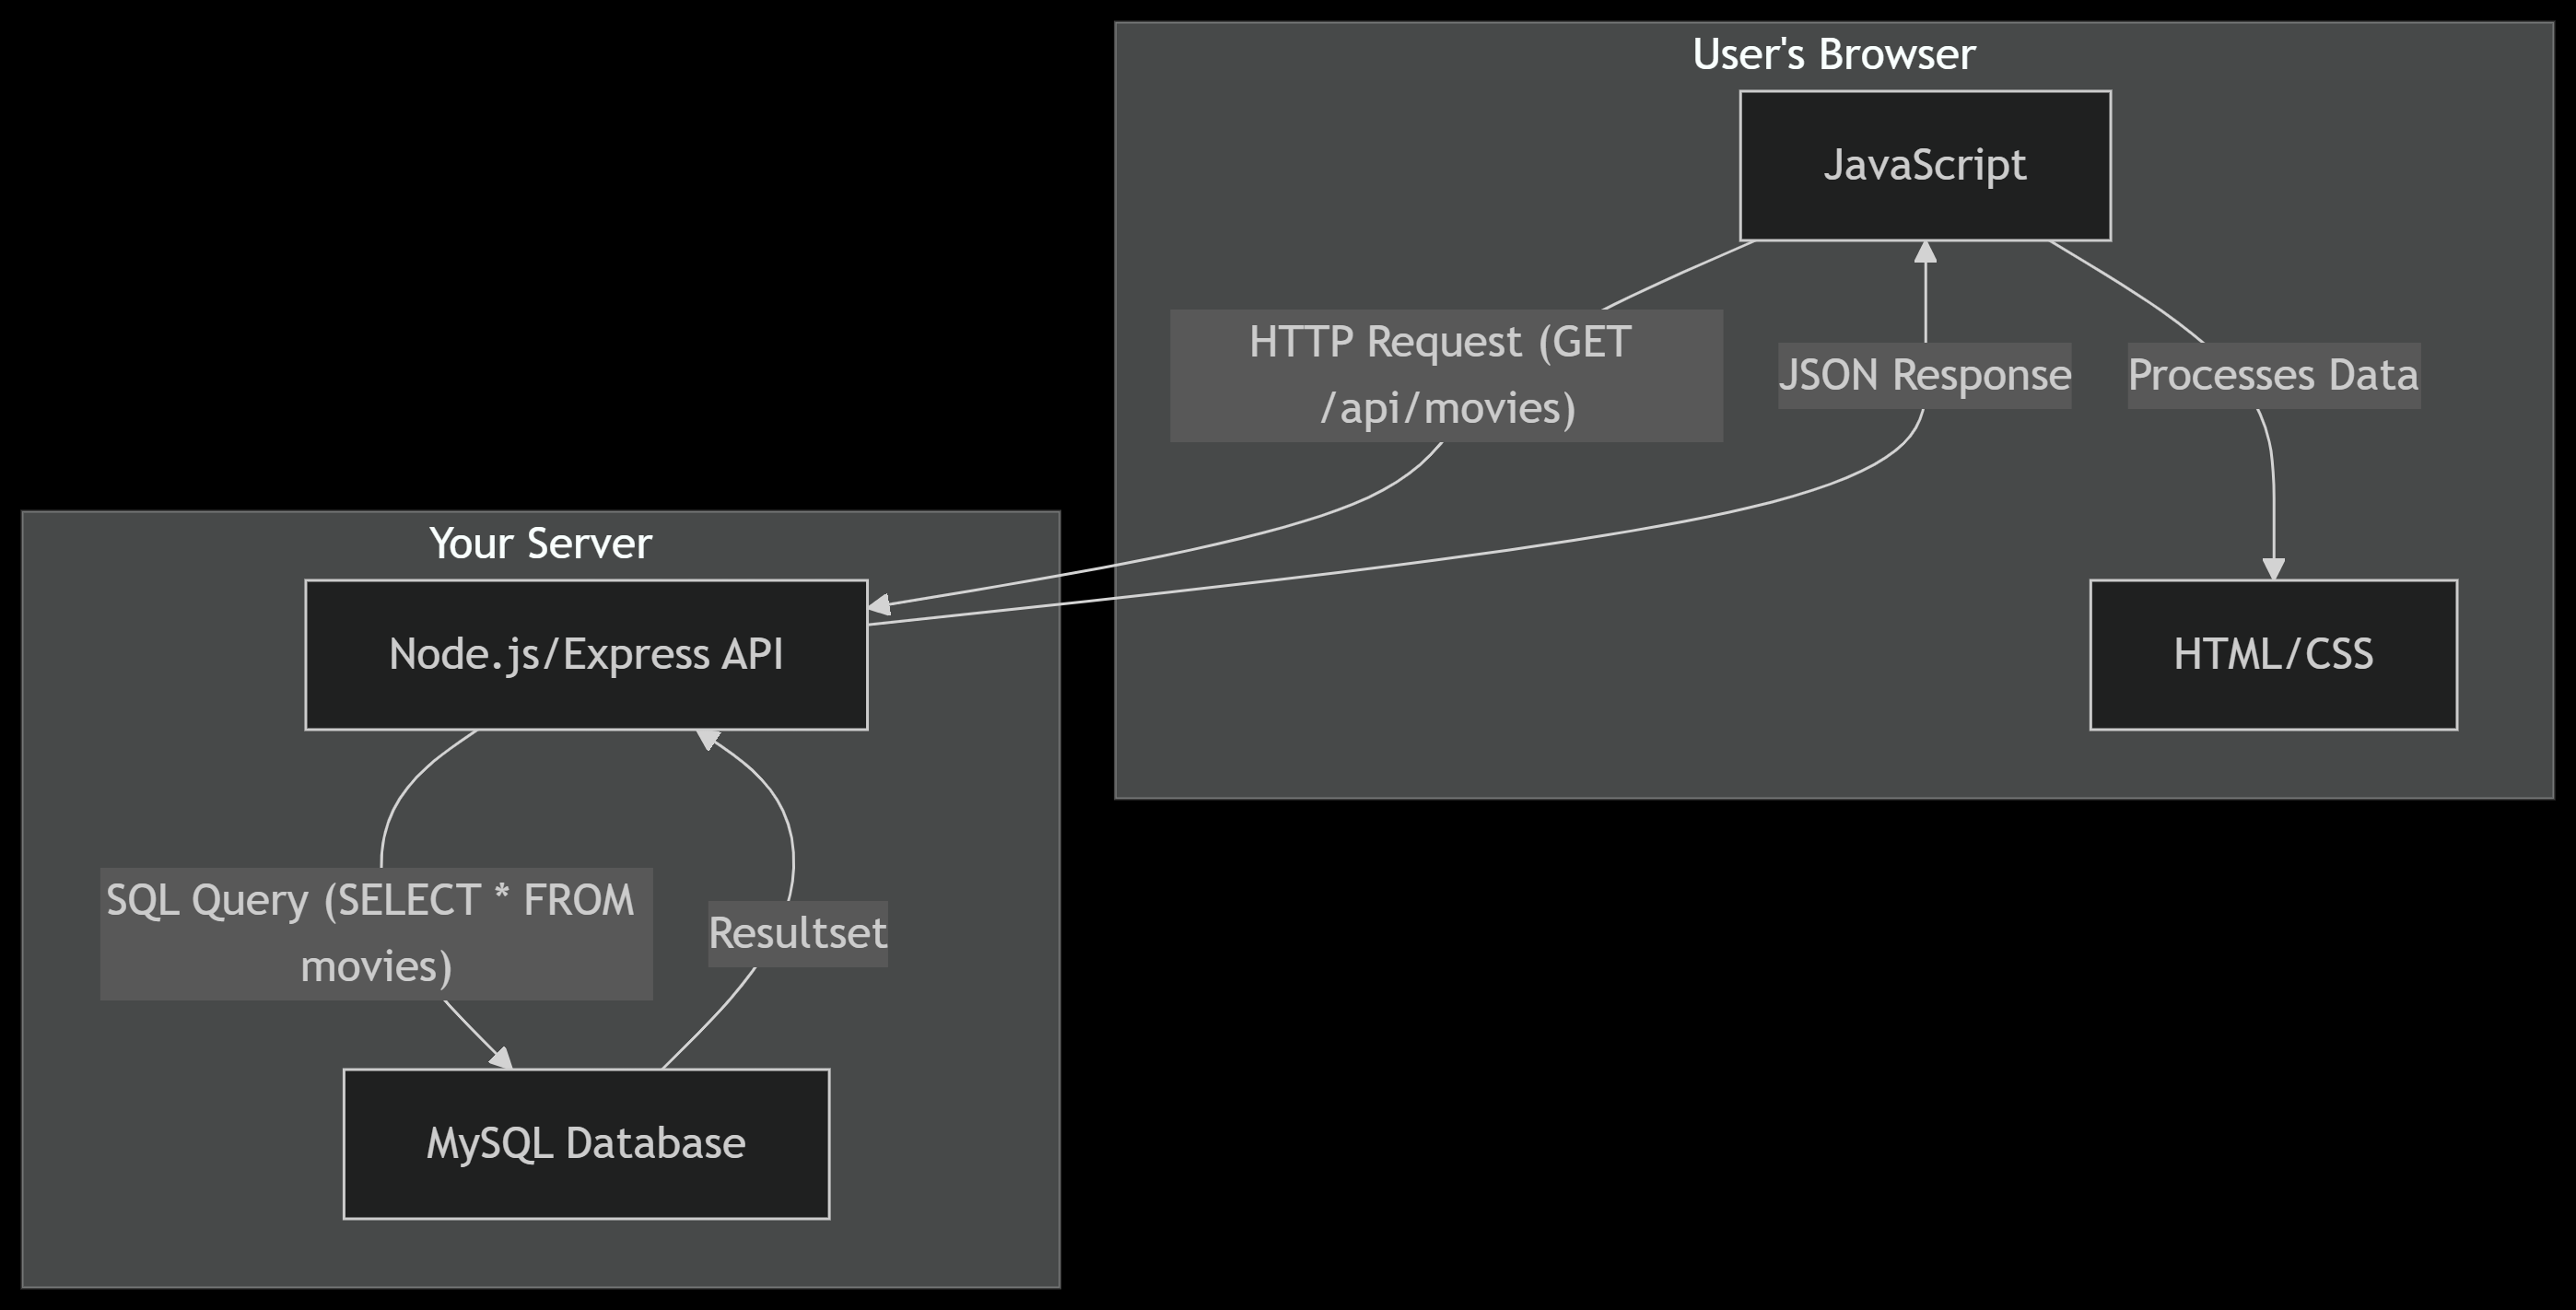 User's Browser
JavaScript
HTTP Request (GET
/api/movies)
JSON Response
Processes Data
Your Server
Node.js/Express API
HTML/CSS
SQL Query (SELECT * FROM
movies)
Resultset
MySQL Database